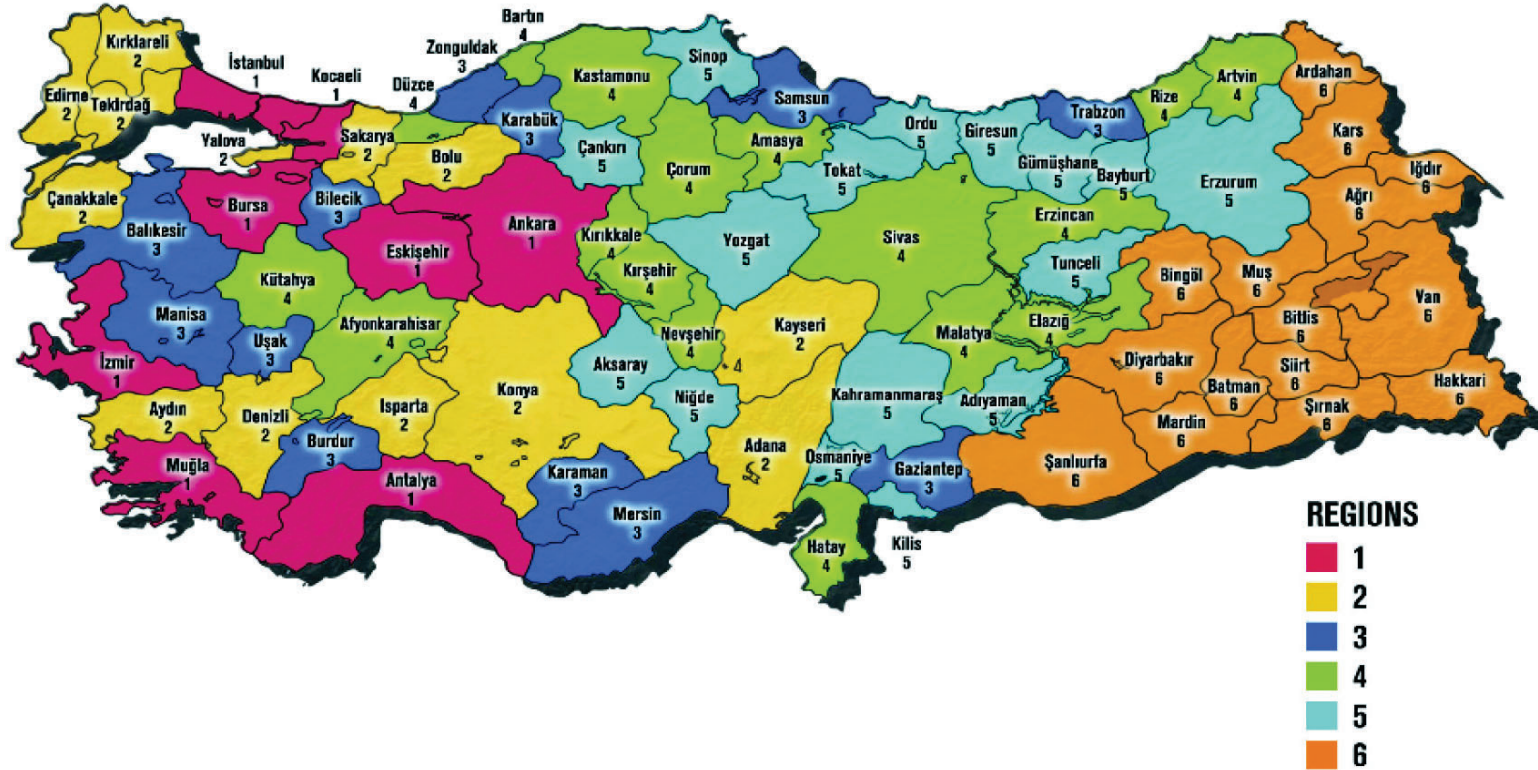 Bartın
4
Zonguldak
3
Kırklareli
2
İstanbul
1
Kocaeli
1
Düzce
4
Kastamonu
4
Sinop
5
Samsun
3
Artvin
4
Rize
4
Ardahan
6
Edirne
2
Tekirdağ
2
Yalova
2
Sakarya
2
Bolu
2
Karabük
3
Çankırı
5
Çorum
4
Amasya
4
Tokat
5
Ordu
5
Giresun
5
Trabzon
3
Gümüşhane
5
Bayburt
5
Erzurum
5
Kars
6
Iğdır
6
Ağrı
6
Çanakkale
2
Balıkesir
3
Bursa
1
Bilecik
3
Eskişehir
1
Ankara
1
Kırıkkale
4
Kırşehir
4
Yozgat
5
Sivas
4
Erzincan
4
Tunceli
5
Bingöl
6
Muş
6
Van
6
Bitlis
6
Kütahya
4
Manisa
3
Uşak
3
Afyonkarahisar
4
İzmir
1
Nevşehir
4
4
Kayseri
2
Malatya
4
Elazığ
4
Diyarbakır
6
Batman
6
Siirt
6
Şırnak
6
Hakkari
6
Aydın
2
Denizli
2
Isparta
2
Konya
2
Aksaray
5
Niğde
5
Kahramanmaraş
5
Adıyaman
5
Mardin
6
Muğla
1
Burdur
3
Antalya
1
Karaman
3
Mersin
3
Adana
2
Osmaniye
5
Gaziantep
3
Şanlıurfa
6
Hatay
4
Kilis
5
REGIONS
1
2
3
4
5
6